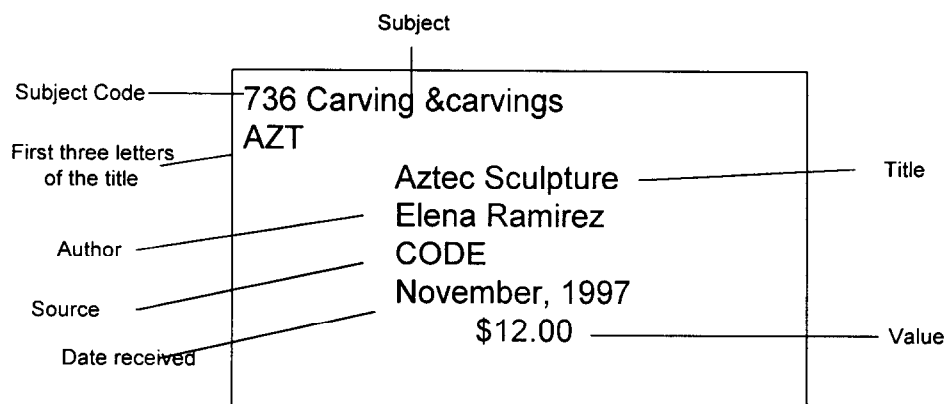 Subject
Subject Code
736 Carving &carvings
AZT
First three letters
of the title
Aztec Sculpture
Title
Elena Ramirez
Author
CODE
Source
November, 1997
Date received
$12.00
Value